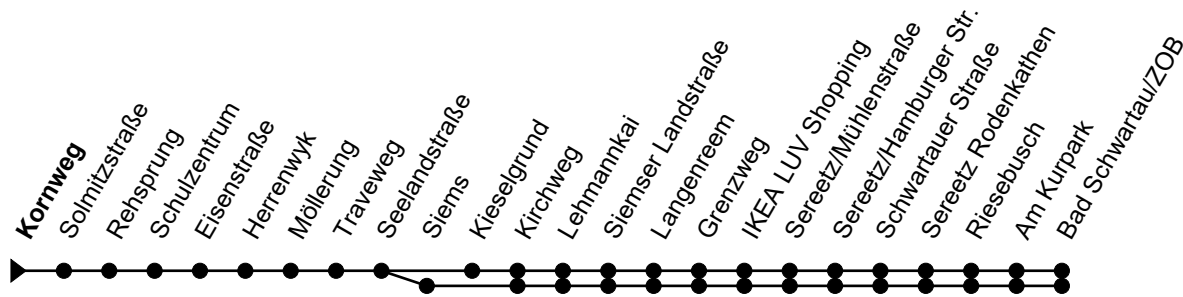 Kornweg
Solmitzstraße
Rehsprung
Schulzentrum
Eisenstraße
Herrenwyk
Möllerung
Traveweg
Seelandstraße
Siems
Kieselgrund
Kirchweg
Lehmannkai
Siemser Landstraße
Langenreem
Grenzweg
IKEA LUV Shopping
Sereetz/Mühlenstraße
Sereetz/Hamburger Str.
Schwartauer Straße
Sereetz Rodenkathen
Riesebusch
Am Kurpark
Bad Schwartau/ZOB